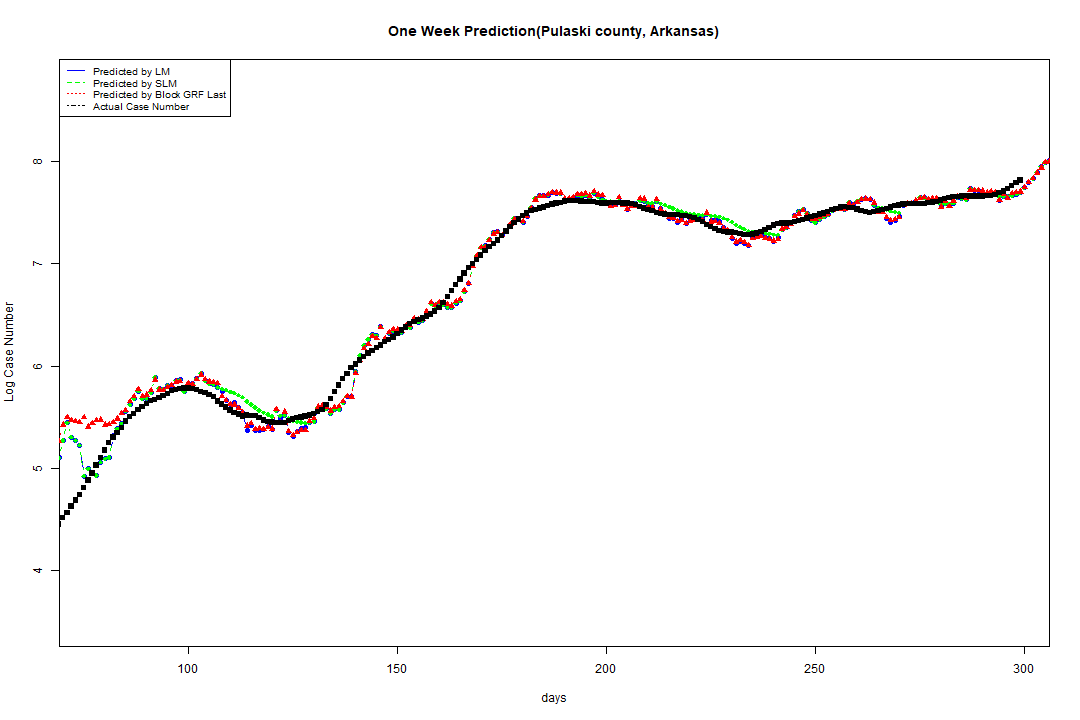 One Week Prediction(Pulaski county, Arkansas)
Predicted by LM
Predicted by SLM
Predicted by Block GRF Last
Actual Case Number
8
7
6
5
4
Log Case Number
100 150 200 250 300
days